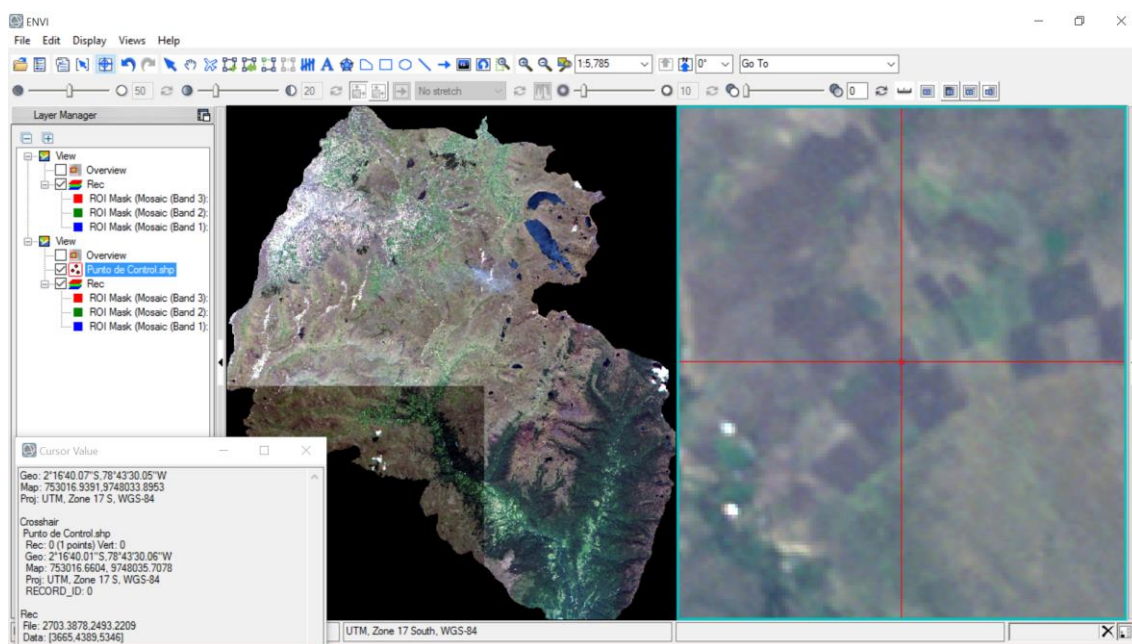 ENVI
File Edit Display Views Help
1:5,785 0° Go To
50 20 No stretch 10 0
Layer Manager
View
Overview
Rec
ROI Mask (Mosaic (Band 3):
ROI Mask (Mosaic (Band 2):
ROI Mask (Mosaic (Band 1):
View
Overview
Punto de Control.shp
Rec
ROI Mask (Mosaic (Band 3):
ROI Mask (Mosaic (Band 2):
ROI Mask (Mosaic (Band 1):
Cursor Value
Geo: 2°16'40.07"S,78°43'30.05"W
Map: 753016.9391,9748033.8953
Proj: UTM, Zone 17 S, WGS-84
Crosshair
Punto de Control.shp
Rec: 0 (1 points) Vert: 0
Geo: 2°16'40.01"S,78°43'30.06"W
Map: 753016.6604, 9748035.7078
Proj: UTM, Zone 17 S, WGS-84
RECORD_ID: 0
Rec
File: 2703.3878,2493.2209
Data: [3665,4389,5346]
UTM, Zone 17 South, WGS-84